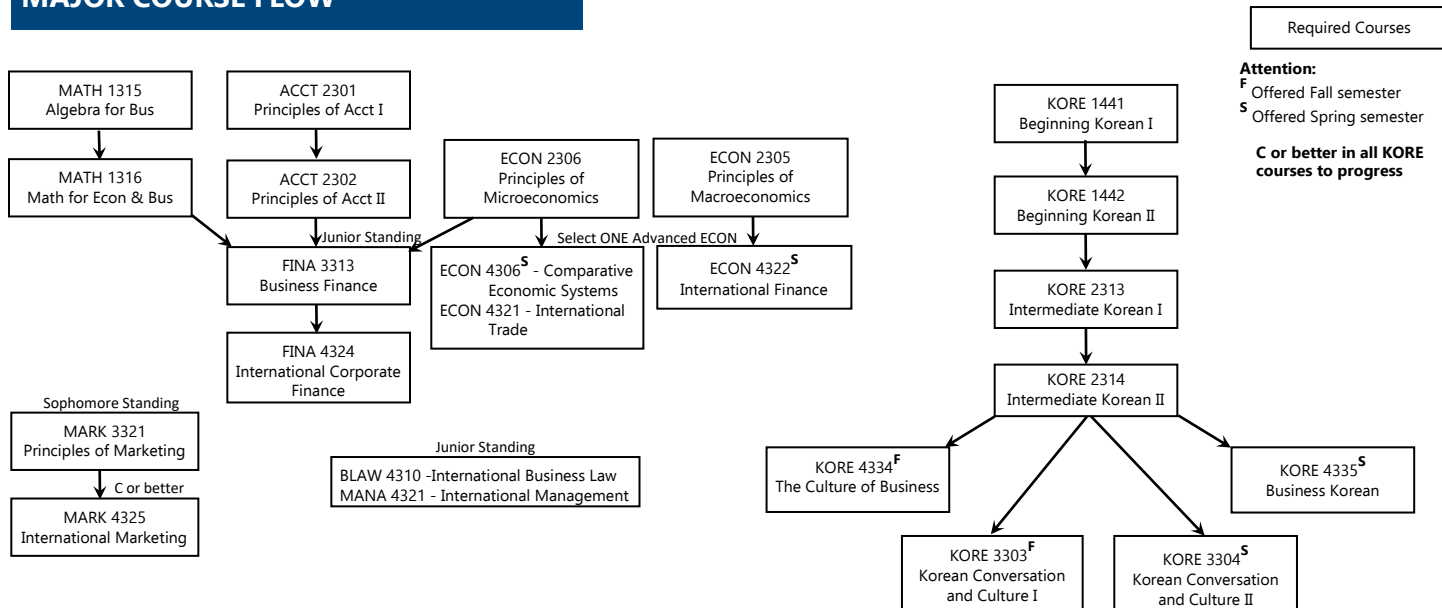 MAJOR COURSE FLOW
Required Courses
Attention:
F Offered Fall semester
S Offered Spring semester
C or better in all KORE
courses to progress
MATH 1315
Algebra for Bus
MATH 1316
Math for Econ & Bus
ACCT 2301
Principles of Acct I
ACCT 2302
Principles of Acct II
ECON 2306
Principles of
Microeconomics
ECON 2305
Principles of
Macroeconomics
Junior Standing
FINA 3313
Business Finance
FINA 4324
International Corporate
Finance
Select ONE Advanced ECON
ECON 4306S - Comparative
Economic Systems
ECON 4321 - International
Trade
ECON 4322S
International Finance
Sophomore Standing
MARK 3321
Principles of Marketing
C or better
MARK 4325
International Marketing
Junior Standing
BLAW 4310 -International Business Law
MANA 4321 - International Management
KORE 1441
Beginning Korean I
KORE 1442
Beginning Korean II
KORE 2313
Intermediate Korean I
KORE 2314
Intermediate Korean II
KORE 4334F
The Culture of Business
KORE 4335S
Business Korean
KORE 3303F
Korean Conversation
and Culture I
KORE 3304S
Korean Conversation
and Culture II